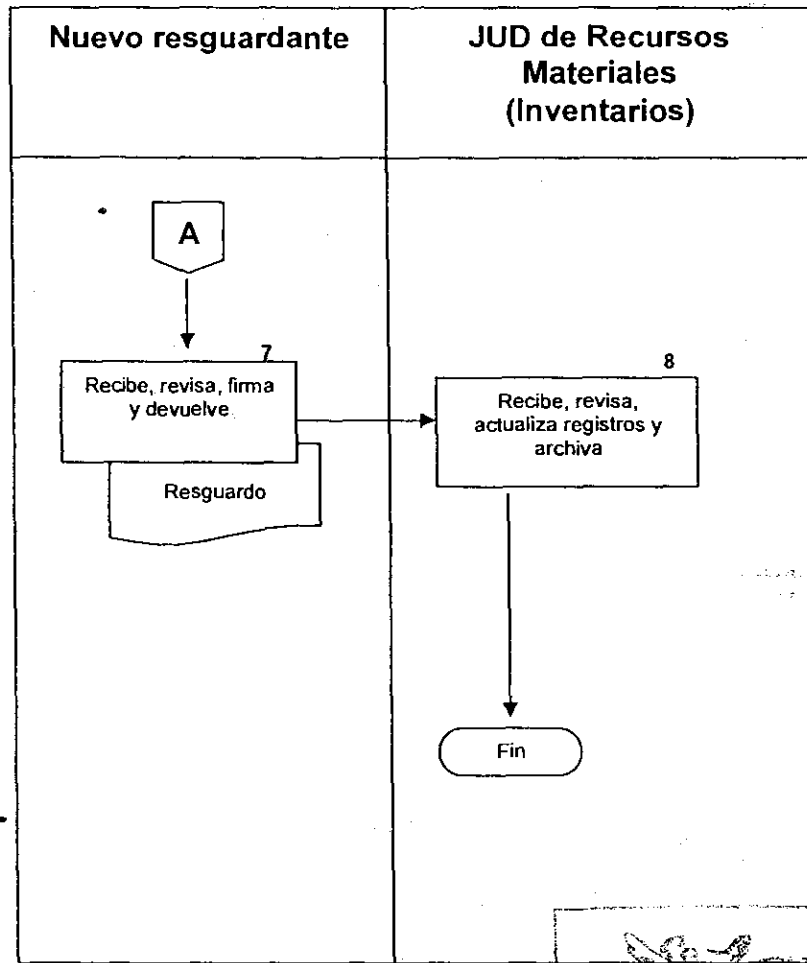 Nuevo resguardante
JUD de Recursos
Materiales
(Inventarios)
A
7
Recibe, revisa, firma
y devuelve
Resguardo
8
Recibe, revisa,
actualiza registros y
archiva
Fin